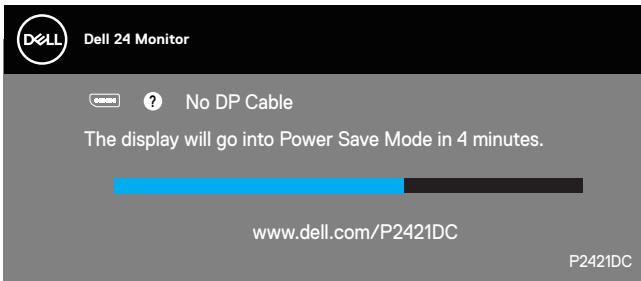 DELL
Dell 24 Monitor
? No DP Cable
The display will go into Power Save Mode in 4 minutes.
www.dell.com/P2421DC
P2421DC